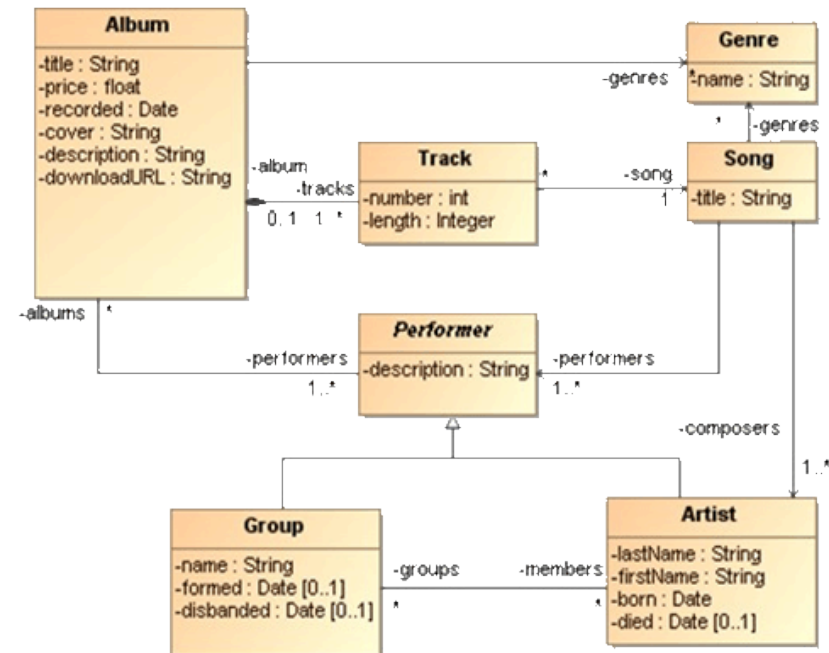 Album
-title : String
-price : float
-recorded : Date
-cover : String
-description : String
-downloadURL : String
Genre
-name : String
-genres
*
*
-genres
-album
-tracks
0..1
1..*
Track
-number : int
-length : Integer
*
-song
1
Song
-title : String
-albums
*
-performers
1..*
Performer
-description : String
-performers
1..*
-composers
1..*
Group
-name : String
-formed : Date [0..1]
-disbanded : Date [0..1]
-groups
*
-members
*
Artist
-lastName : String
-firstName : String
-born : Date
-died : Date [0..1]